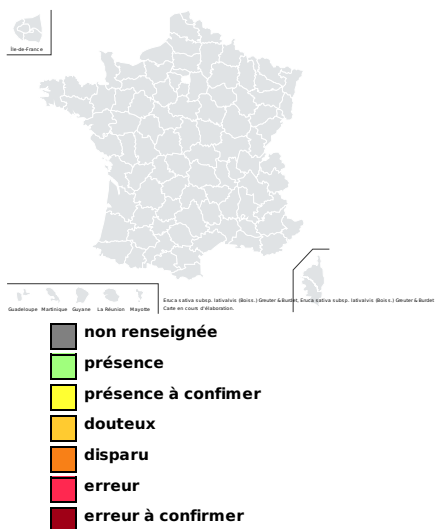 Île-de-France
Guadeloupe Martinique Guyane La Réunion Mayotte
Eruca sativa subsp. lativalvis (Boiss.) Greuter & Burdet, Eruca sativa subsp. lativalvis (Boiss.) Greuter & Burdet
Carte en cours d'élaboration.
non renseignée
présence
présence à confimer
douteux
disparu
erreur
erreur à confirmer